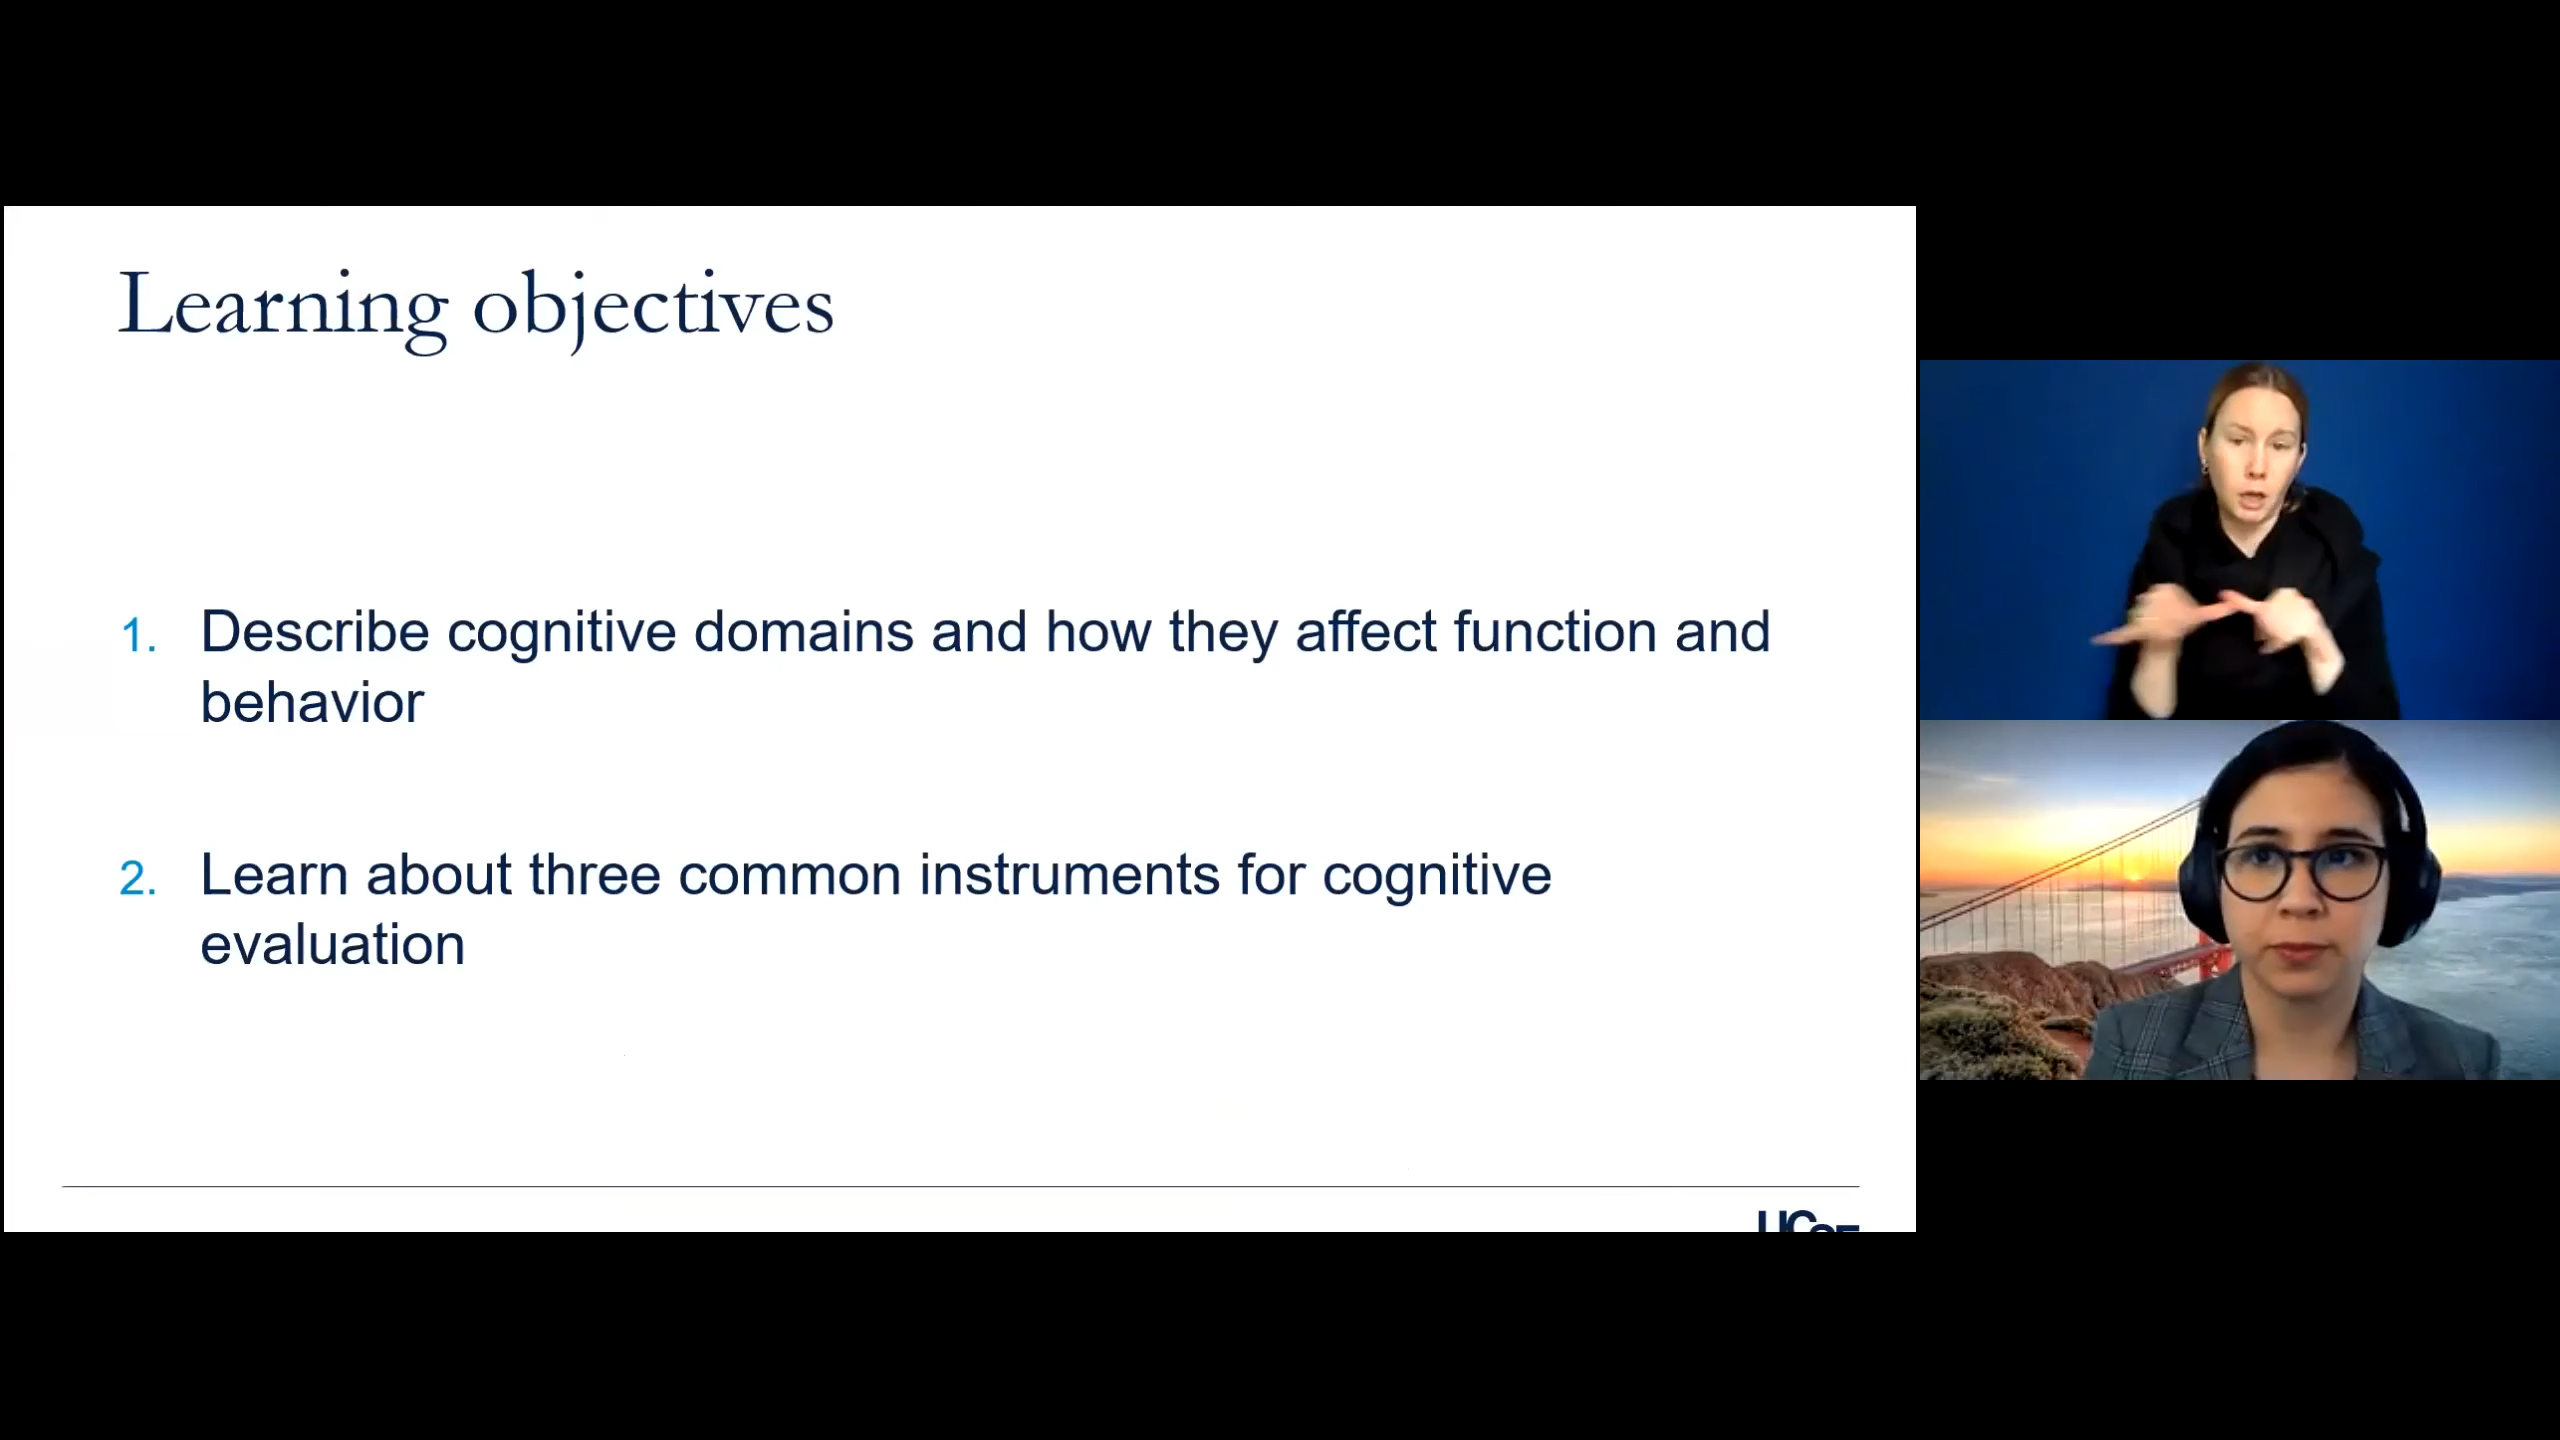 Learning objectives
1. Describe cognitive domains and how they affect function and
behavior
2. Learn about three common instruments for cognitive
evaluation